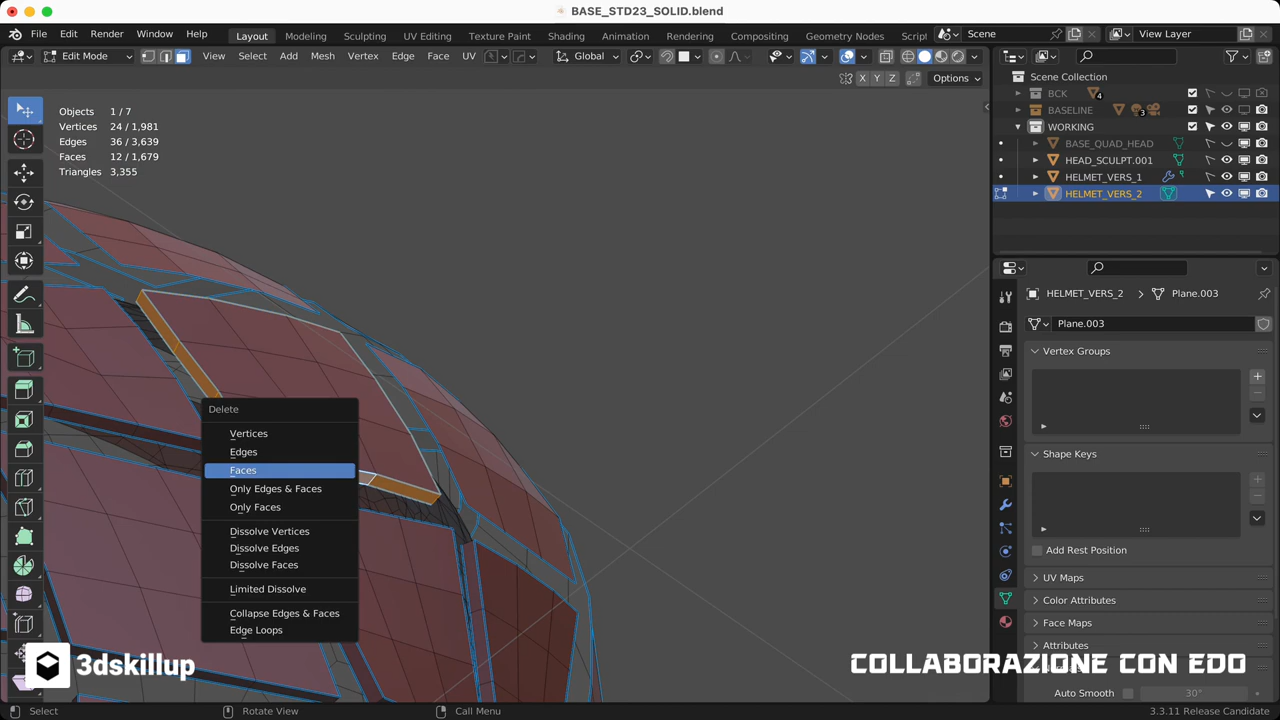 BASE_STD23_SOLID.blend
File Edit Render Window Help Layout Modeling Sculpting UV Editing Texture Paint Shading Animation Rendering Compositing Geometry Nodes Script Scene View Layer
Edit Mode View Select Add Mesh Vertex Edge Face UV Global
X Y Z Options
Objects 1 / 7
Vertices 24 / 1,981
Edges 36 / 3,639
Faces 12 / 1,679
Triangles 3,355
Delete
Vertices
Edges
Faces
Only Edges & Faces
Only Faces
Dissolve Vertices
Dissolve Edges
Dissolve Faces
Limited Dissolve
Collapse Edges & Faces
Edge Loops
Scene Collection
BCK 4
BASELINE 3
WORKING
BASE_QUAD_HEAD
HEAD_SCULPT.001
HELMET_VERS_1
HELMET_VERS_2
HELMET_VERS_2 > Plane.003
Plane.003
Vertex Groups
Shape Keys
Add Rest Position
UV Maps
Color Attributes
Face Maps
Attributes
Auto Smooth 30°
3dskillup
COLLABORAZIONE CON EDO
Select Rotate View Call Menu 3.3.11 Release Candidate